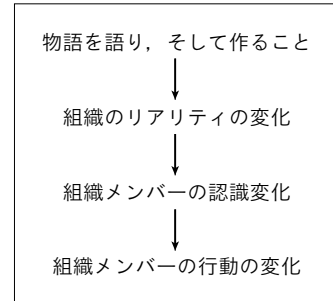 物語を語り，そして作ること
組織のリアリティの変化
組織メンバーの認識変化
組織メンバーの行動の変化